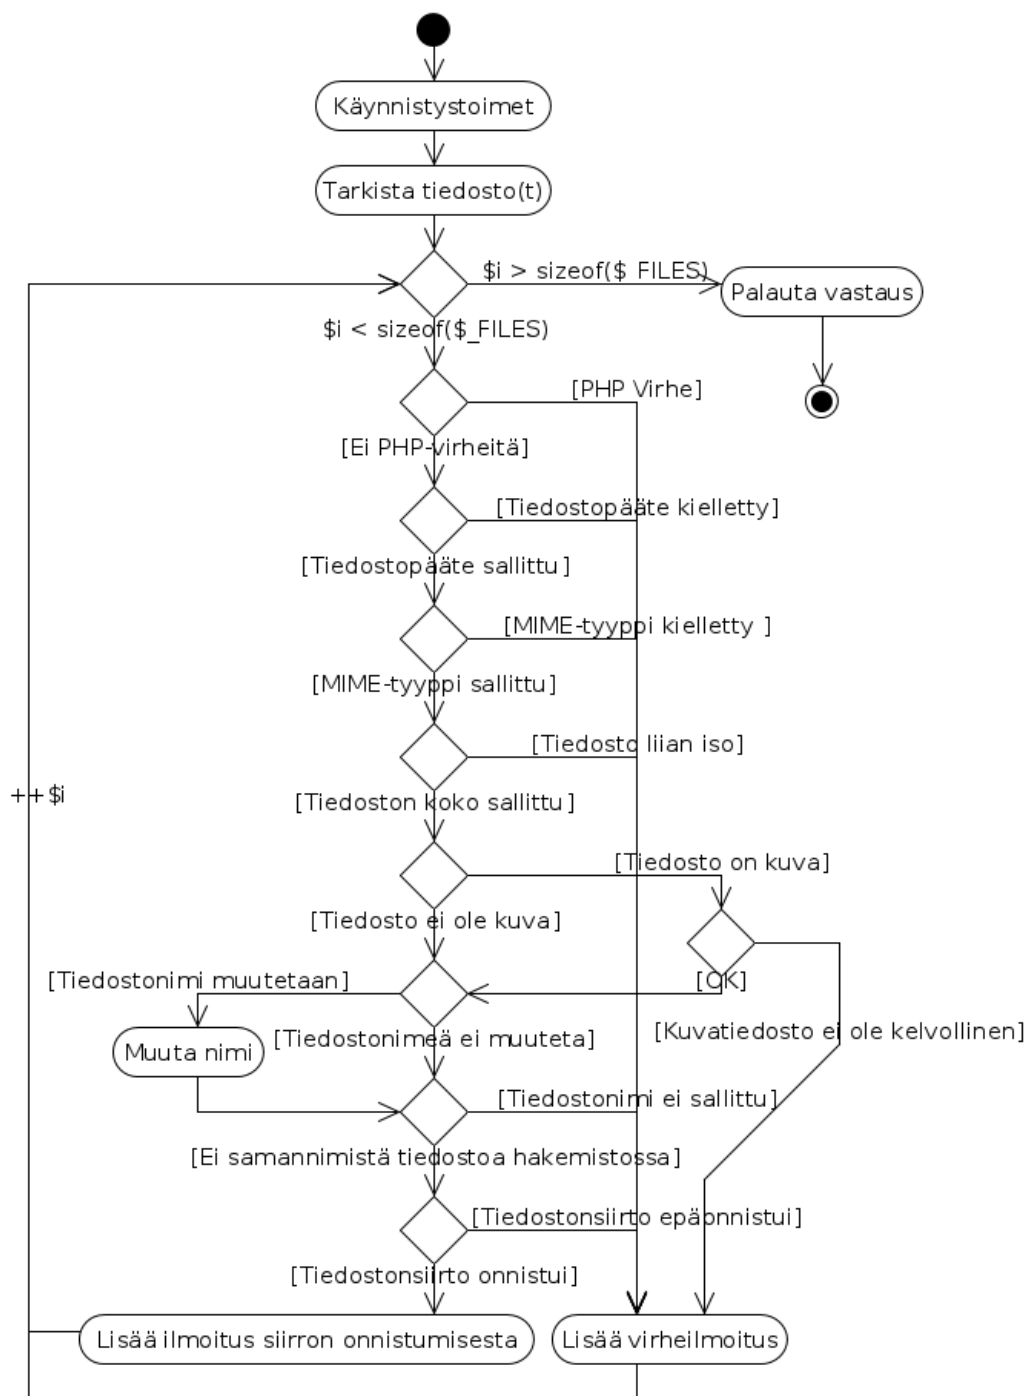 Käynnistystoimet
Tarkista tiedosto(t)
$i > sizeof($_FILES)
Palauta vastaus
$i < sizeof($_FILES)
[PHP Virhe]
[Ei PHP-virheitä]
[Tiedostopääte kielletty]
[Tiedostopääte sallittu]
[MIME-tyyppi kielletty ]
[MIME-tyyppi sallittu]
[Tiedosto liian iso]
++$i
[Tiedoston koko sallittu]
[Tiedosto on kuva]
[Tiedosto ei ole kuva]
[Tiedostonimi muutetaan]
[OK]
[Kuvatiedosto ei ole kelvollinen]
[Tiedostonimeä ei muuteta]
Muuta nimi
[Tiedostonimi ei sallittu]
[Ei samannimistä tiedostoa hakemistossa]
[Tiedostonsiirto epäonnistui]
[Tiedostonsiirto onnistui]
Lisää ilmoitus siirron onnistumisesta
Lisää virheilmoitus